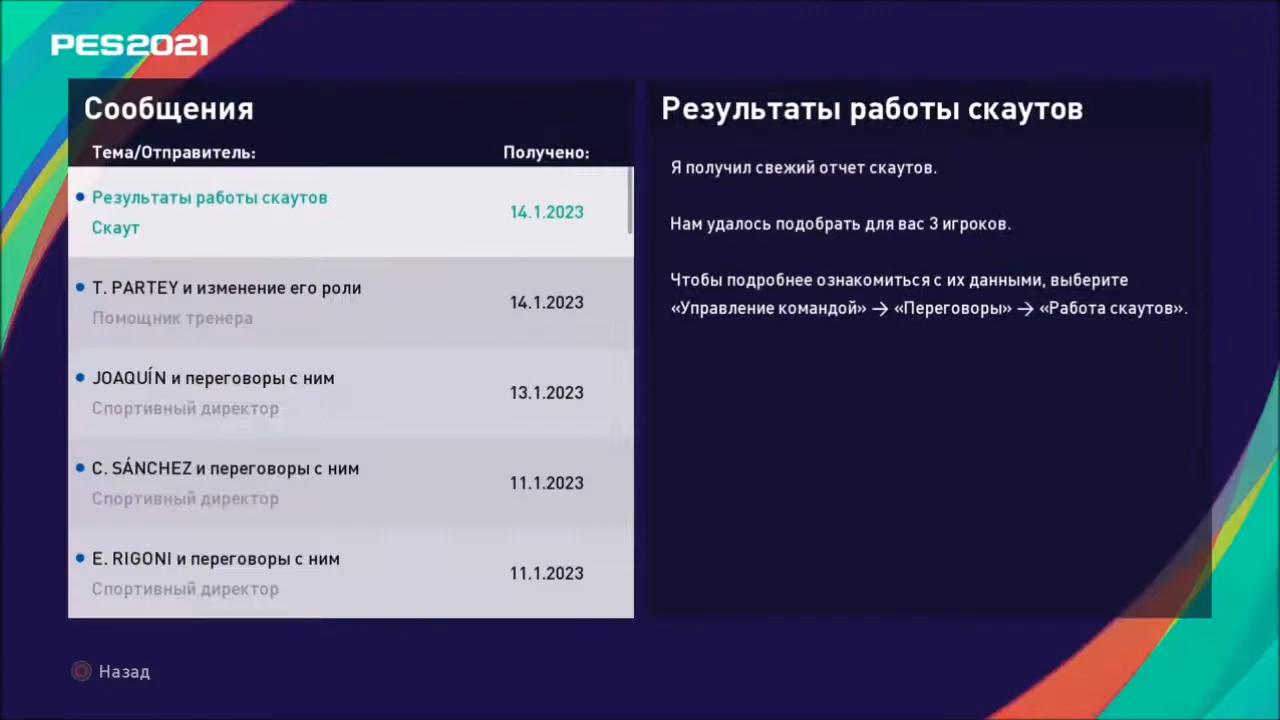 PES2021
Сообщения
Тема/Отправитель: Получено:
Результаты работы скаутов
Скаут
14.1.2023
T. PARTEY и изменение его роли
Помощник тренера
14.1.2023
JOAQUÍN и переговоры с ним
Спортивный директор
13.1.2023
C. SÁNCHEZ и переговоры с ним
Спортивный директор
11.1.2023
E. RIGONI и переговоры с ним
Спортивный директор
11.1.2023
Результаты работы скаутов
Я получил свежий отчет скаутов.
Нам удалось подобрать для вас 3 игроков.
Чтобы подробнее ознакомиться с их данными, выберите
«Управление командой» → «Переговоры» → «Работа скаутов».
Назад